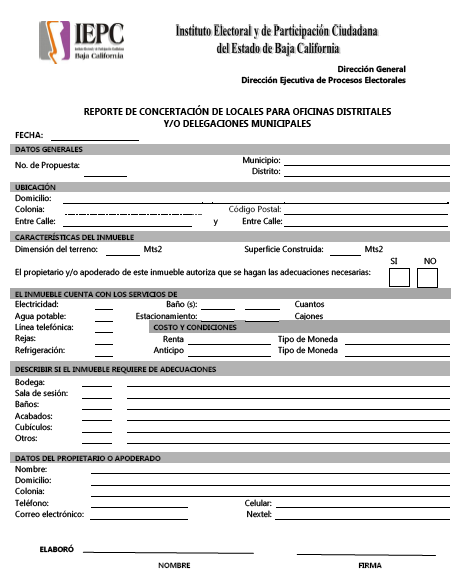 IEPC
Baja California
Instituto Electoral y de Participación Ciudadana
del Estado de Baja California
Dirección General
Dirección Ejecutiva de Procesos Electorales
REPORTE DE CONCERTACIÓN DE LOCALES PARA OFICINAS DISTRITALES
Y/O DELEGACIONES MUNICIPALES
FECHA:
DATOS GENERALES
No. de Propuesta: Municipio:
Distrito:
UBICACIÓN
Domicilio:
Colonia: Código Postal:
Entre Calle: y Entre Calle:
CARACTERÍSTICAS DEL INMUEBLE
Dimensión del terreno: Mts2 Superficie Construida: Mts2
SI NO
El propietario y/o apoderado de este inmueble autoriza que se hagan las adecuaciones necesarias:
EL INMUEBLE CUENTA CON LOS SERVICIOS DE
Electricidad: Baño (s): Cuantos
Agua potable: Estacionamiento: Cajones
Línea telefónica: COSTO Y CONDICIONES
Rejas: Renta Tipo de Moneda
Refrigeración: Anticipo Tipo de Moneda
DESCRIBIR SI EL INMUEBLE REQUIERE DE ADECUACIONES
Bodega:
Sala de sesión:
Baños:
Acabados:
Cubículos:
Otros:
DATOS DEL PROPIETARIO O APODERADO
Nombre:
Domicilio:
Colonia:
Teléfono: Celular:
Correo electrónico: Nextel:
ELABORÓ
NOMBRE FIRMA